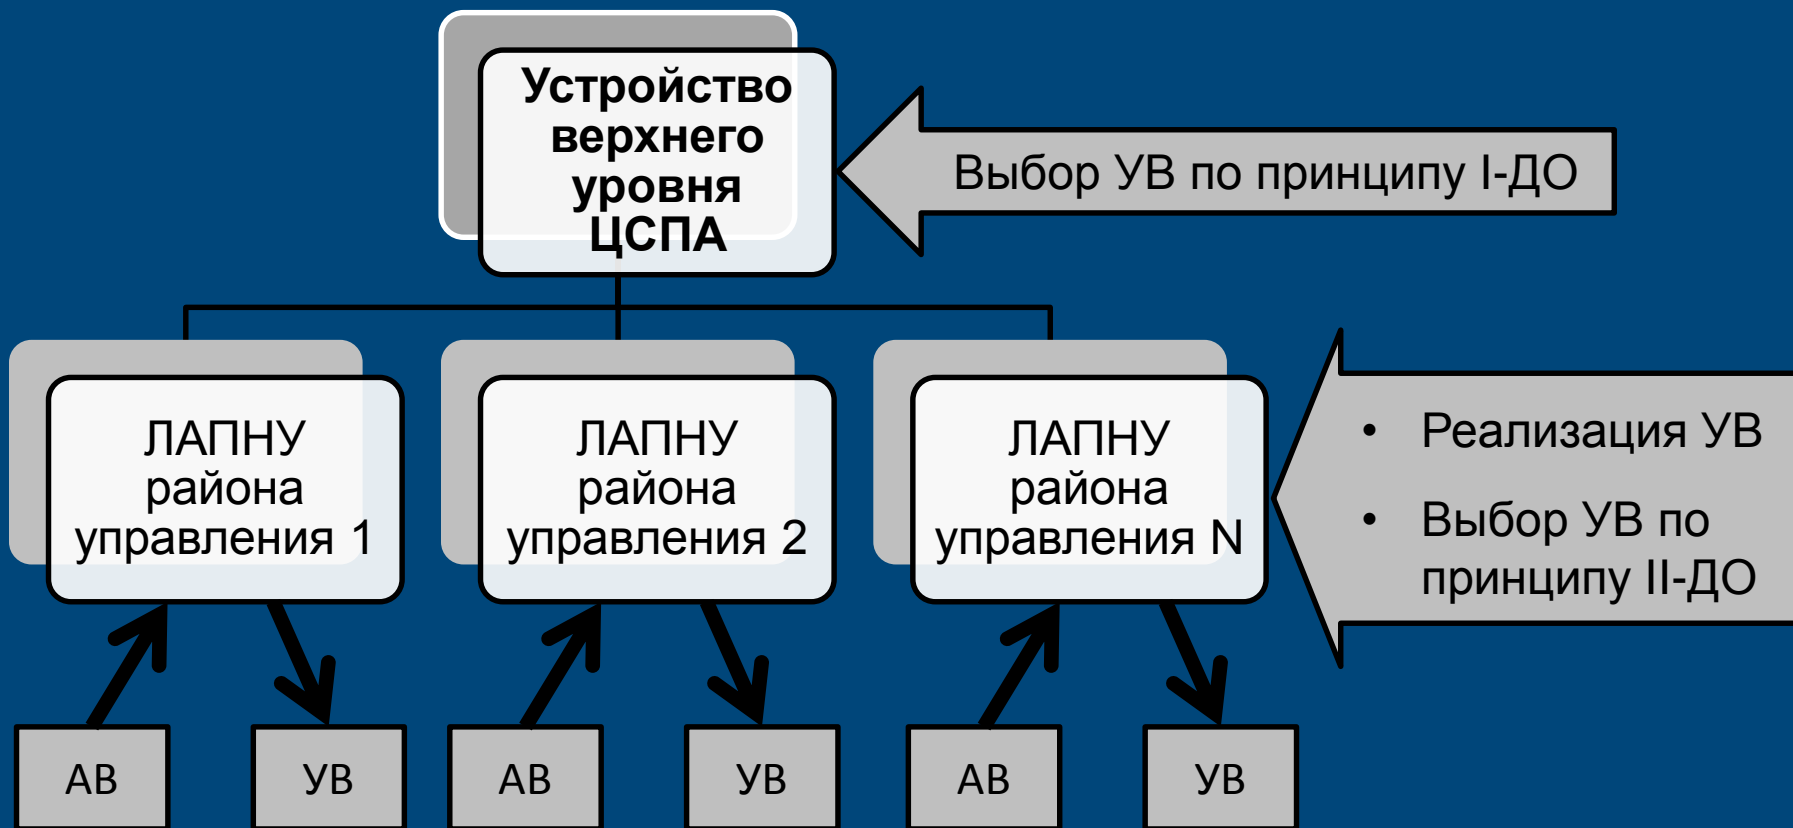 Устройство
верхнего
уровня
ЦСПА
Выбор УВ по принципу I-ДО
ЛАПНУ
района
управления 1
ЛАПНУ
района
управления 2
ЛАПНУ
района
управления N
• Реализация УВ
• Выбор УВ по
принципу II-ДО
АВ
УВ
АВ
УВ
АВ
УВ